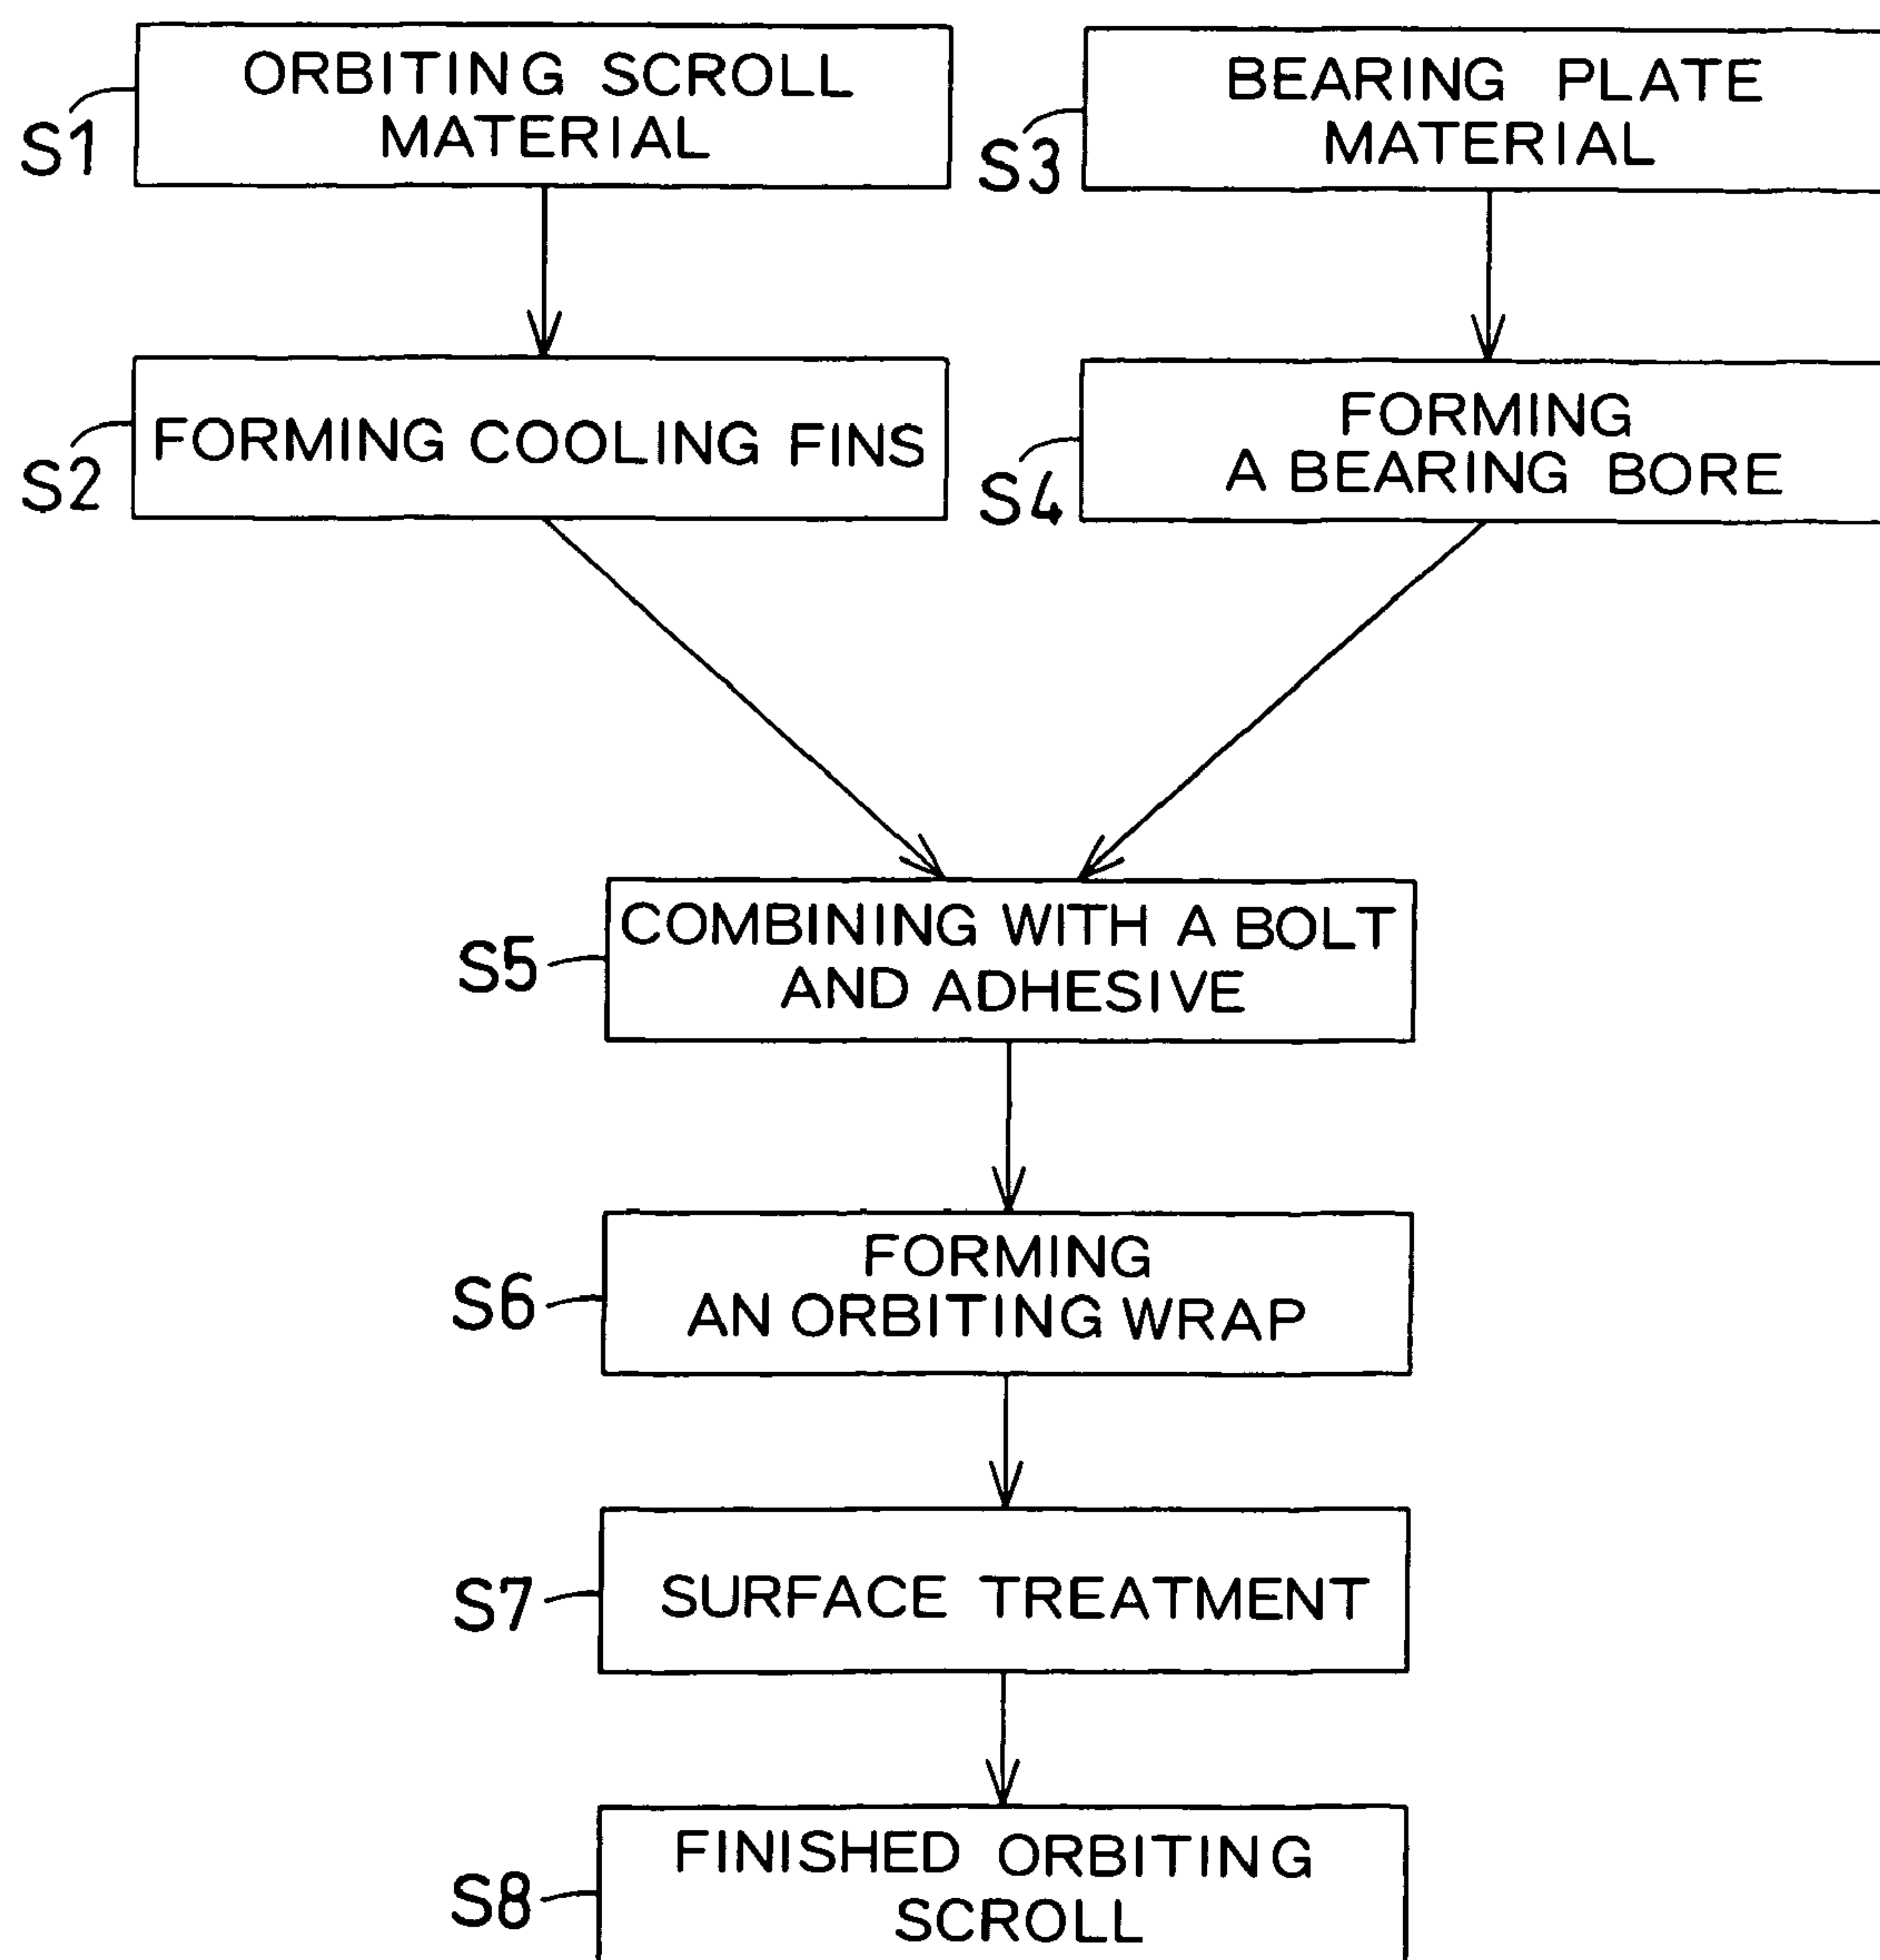 S1
ORBITING SCROLL
MATERIAL
S3
BEARING PLATE
MATERIAL
S2
FORMING COOLING FINS
S4
FORMING
A BEARING BORE
S5
COMBINING WITH A BOLT
AND ADHESIVE
S6
FORMING
AN ORBITING WRAP
S7
SURFACE TREATMENT
S8
FINISHED ORBITING
SCROLL